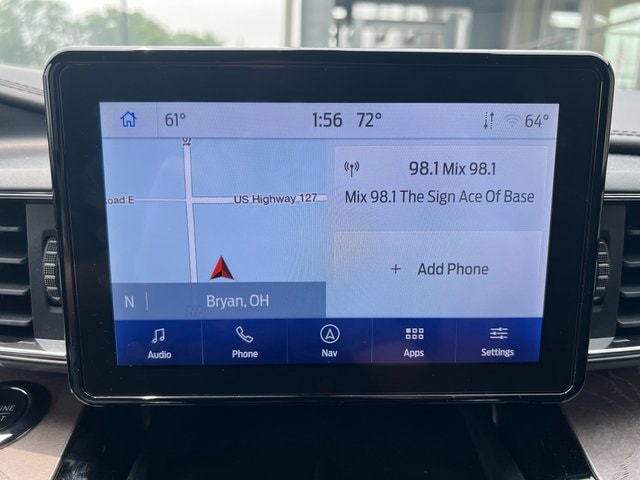 61°
1:56 72°
64°
98.1 Mix 98.1
Mix 98.1 The Sign Ace Of Base
US Highway 127
oad E
+ Add Phone
N
Bryan, OH
Audio
Phone
Nav
Apps
Settings